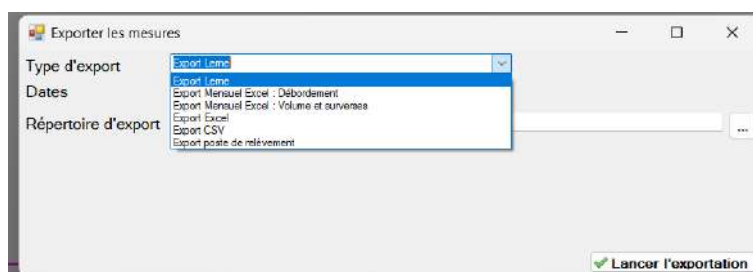 Exporter les mesures
Type d'export
Export Leme
Export Leme
Dates
Export Mensuel Excel : Débordement
Export Mensuel Excel : Volume et surverses
Répertoire d'export
Export Excel
Export CSV
Export poste de relèvement
...
Lancer l'exportation